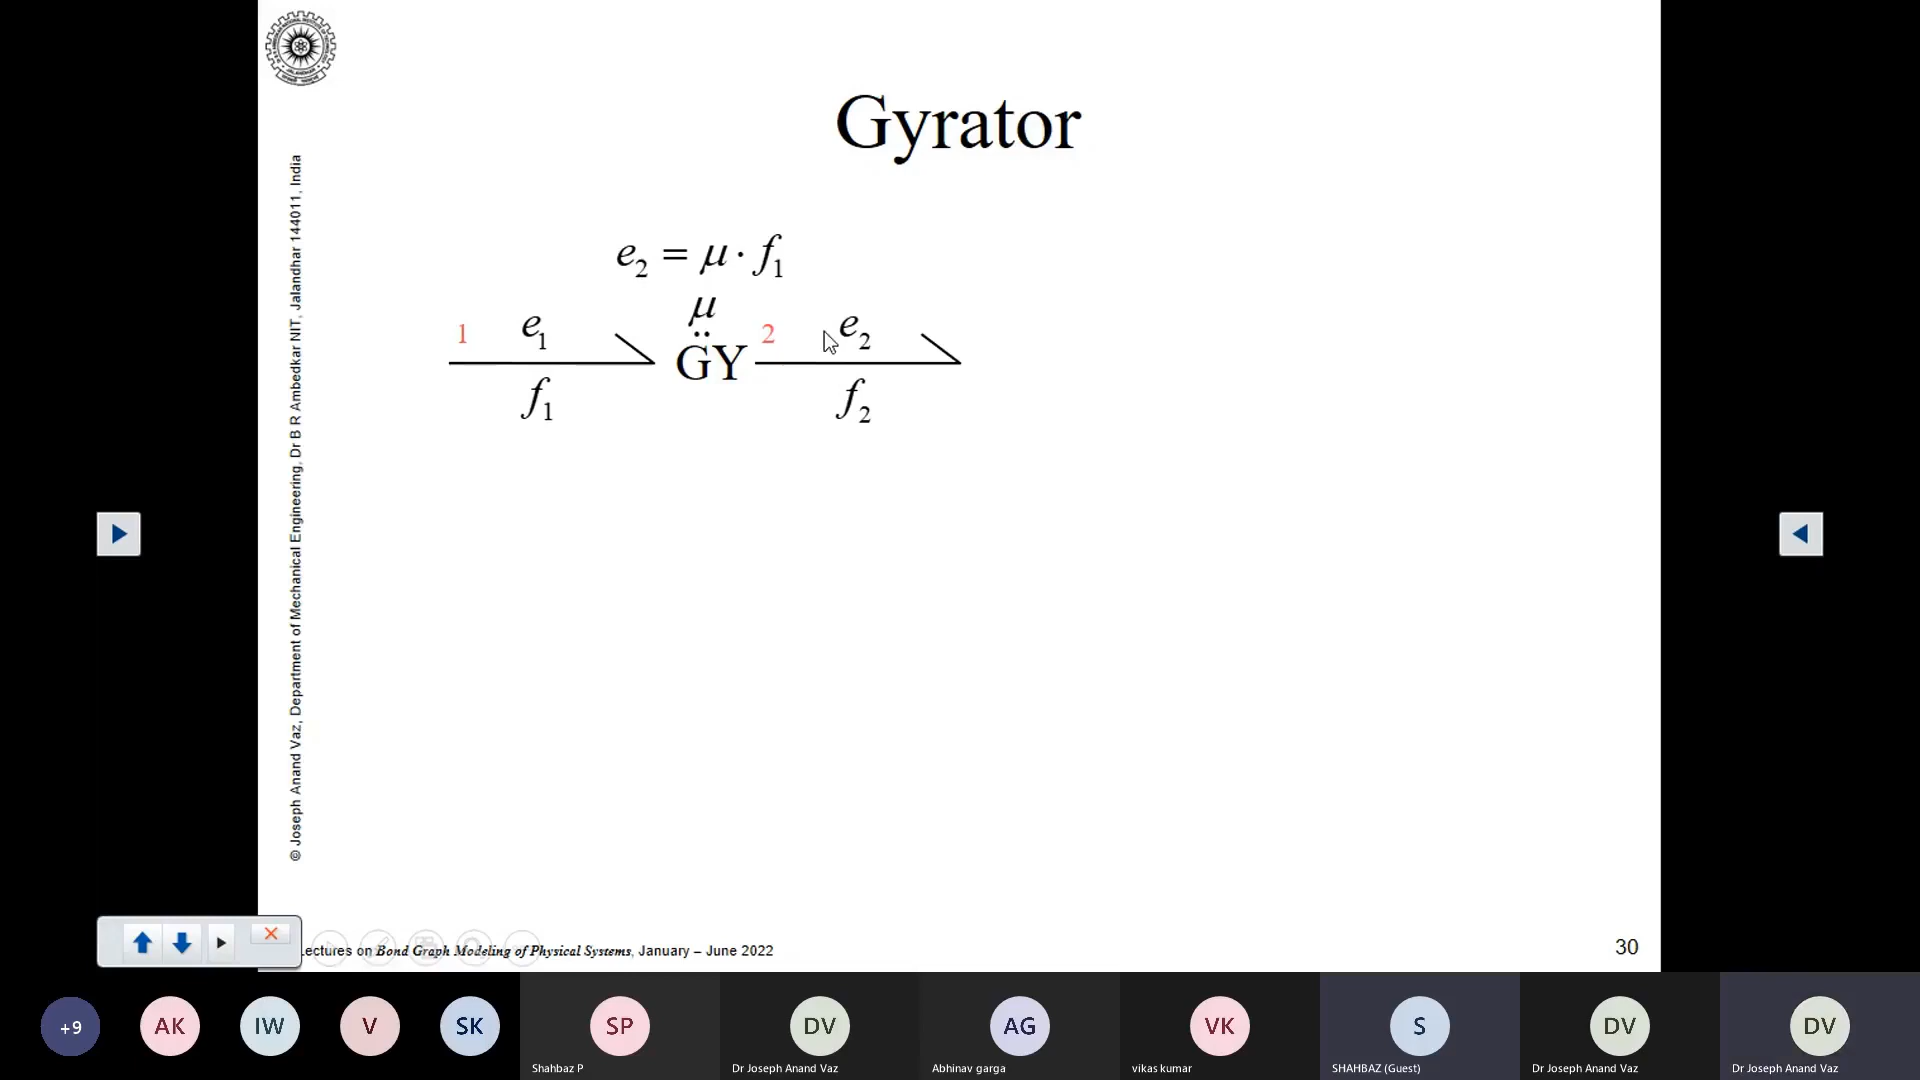 Gyrator
© Joseph Anand Vaz, Department of Mechanical Engineering, Dr B R Ambedkar NIT, Jalandhar 144011, India
e₂ = μ · f₁
μ
1 e₁ G̈Y 2 e₂
f₁ f₂
ectures on Bond Graph Modeling of Physical Systems, January – June 2022
30
+9 AK IW V SK SP DV AG VK S DV DV
Shahbaz P Dr Joseph Anand Vaz Abhinav garga vikas kumar SHAHBAZ (Guest) Dr Joseph Anand Vaz Dr Joseph Anand Vaz